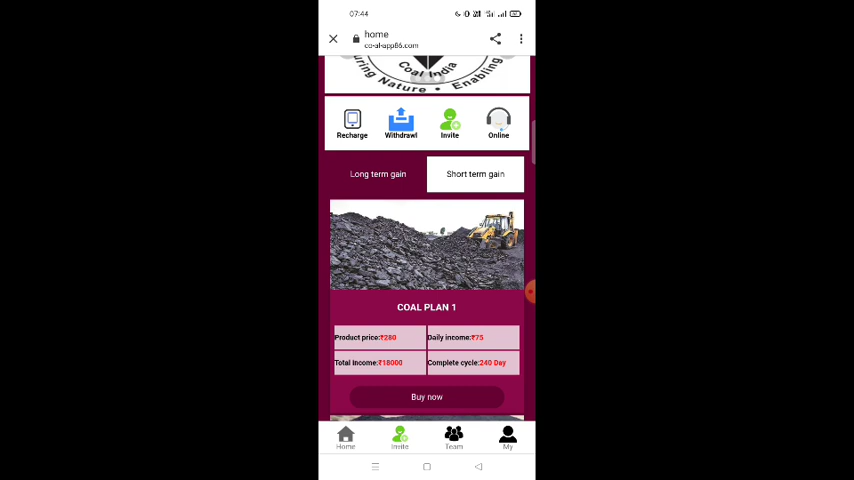 07:44
home
co-al-app86.com
uring Nature • Enabling
Coal India
Recharge Withdrawl Invite Online
Long term gain Short term gain
COAL PLAN 1
Product price:₹280 Daily income:₹75
Total Income:₹18000 Complete cycle:240 Day
Buy now
Home Invite Team My